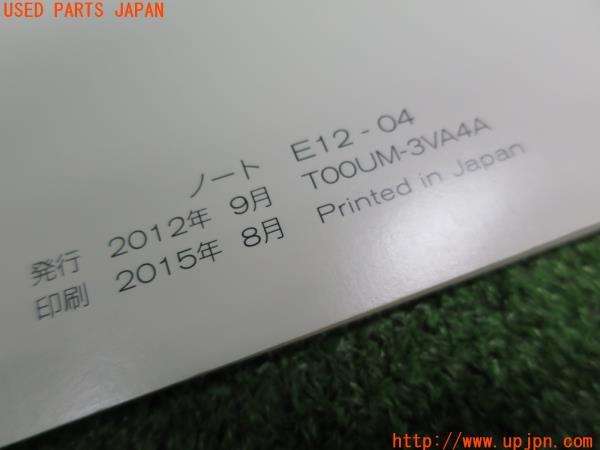 USED PARTS JAPAN
ノート E12-04
発行 2012年 9月 T00UM-3VA4A
印刷 2015年 8月 Printed in Japan
http://www.upjpn.com/